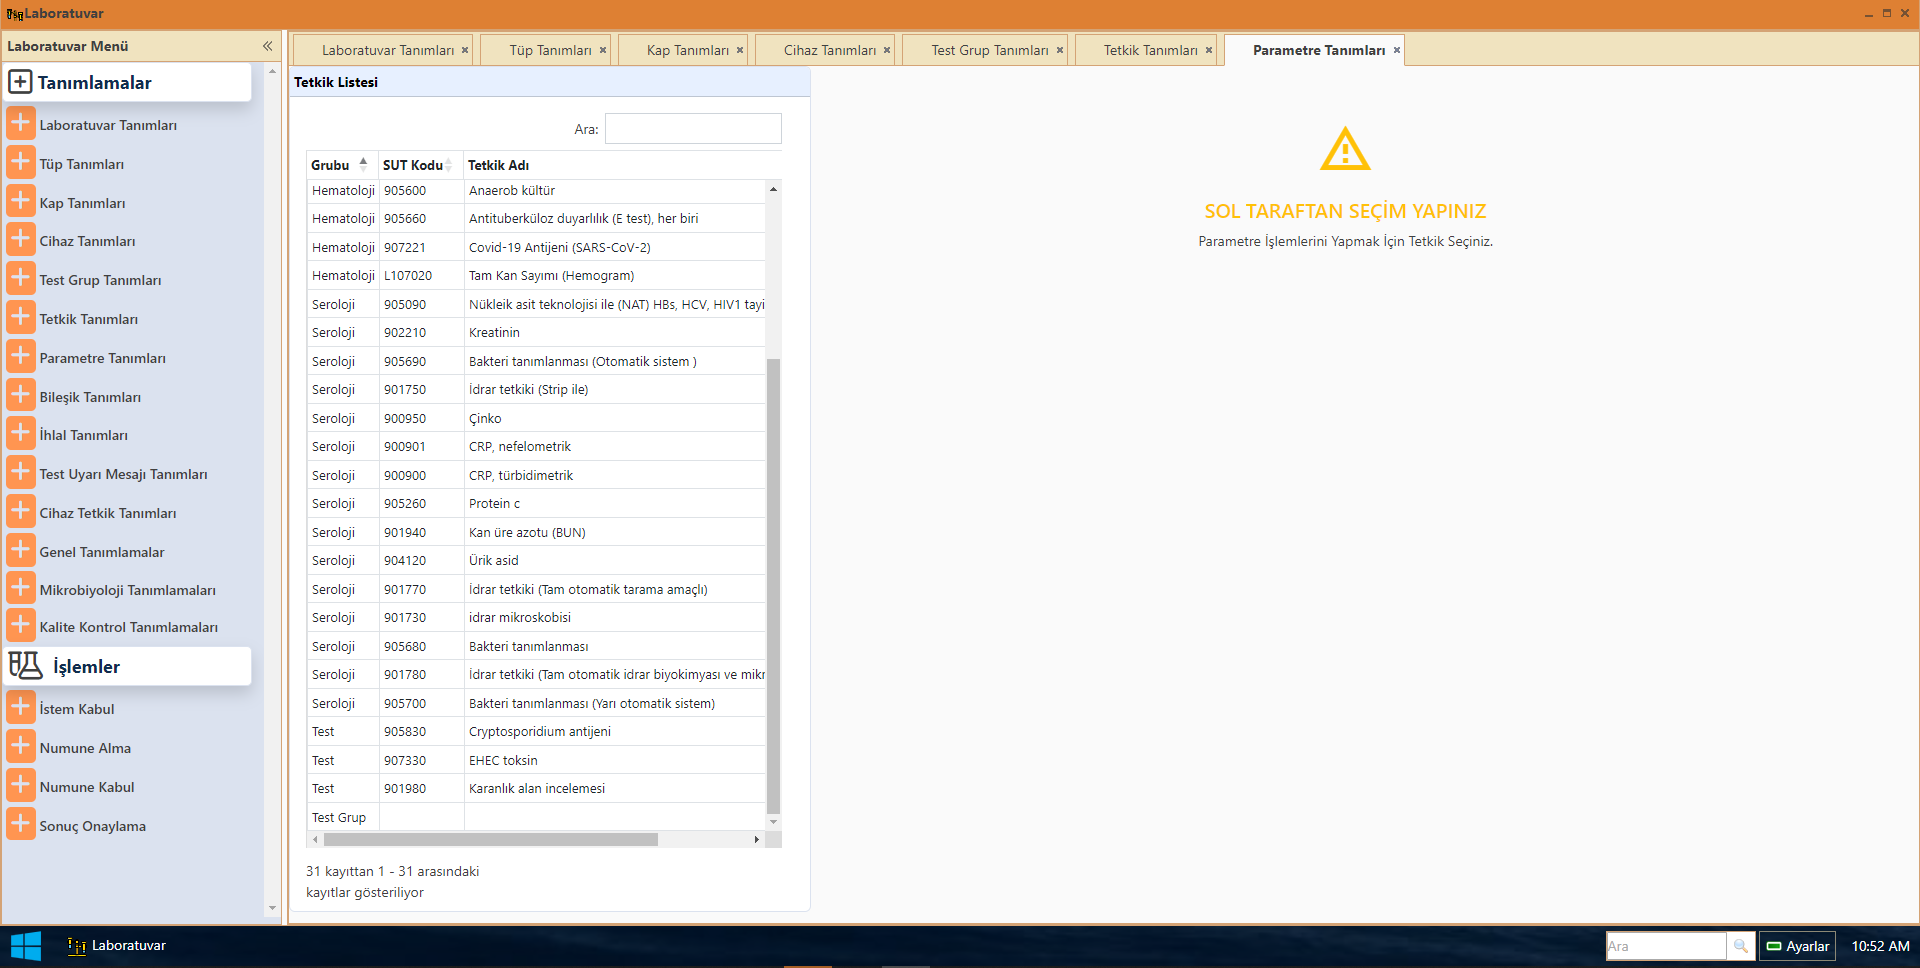 Laboratuvar
Laboratuvar Menü
Tanımlamalar
Laboratuvar Tanımları
Tüp Tanımları
Kap Tanımları
Cihaz Tanımları
Test Grup Tanımları
Tetkik Tanımları
Parametre Tanımları
Bileşik Tanımları
İhlal Tanımları
Test Uyarı Mesajı Tanımları
Cihaz Tetkik Tanımları
Genel Tanımlamalar
Mikrobiyoloji Tanımlamaları
Kalite Kontrol Tanımlamaları
İşlemler
İstem Kabul
Numune Alma
Numune Kabul
Sonuç Onaylama
Laboratuvar Tanımları Tüp Tanımları Kap Tanımları Cihaz Tanımları Test Grup Tanımları Tetkik Tanımları Parametre Tanımları
Tetkik Listesi
Ara:
Grubu SUT Kodu Tetkik Adı
Hematoloji 905600 Anaerob kültür
Hematoloji 905660 Antituberküloz duyarlılık (E test), her biri
Hematoloji 907221 Covid-19 Antijeni (SARS-CoV-2)
Hematoloji L107020 Tam Kan Sayımı (Hemogram)
Seroloji 905090 Nükleik asit teknolojisi ile (NAT) HBs, HCV, HIV1 tayi
Seroloji 902210 Kreatinin
Seroloji 905690 Bakteri tanımlanması (Otomatik sistem )
Seroloji 901750 İdrar tetkiki (Strip ile)
Seroloji 900950 Çinko
Seroloji 900901 CRP, nefelometrik
Seroloji 900900 CRP, türbidimetrik
Seroloji 905260 Protein c
Seroloji 901940 Kan üre azotu (BUN)
Seroloji 904120 Ürik asid
Seroloji 901770 İdrar tetkiki (Tam otomatik tarama amaçlı)
Seroloji 901730 idrar mikroskobisi
Seroloji 905680 Bakteri tanımlanması
Seroloji 901780 İdrar tetkiki (Tam otomatik idrar biyokimyası ve mikr
Seroloji 905700 Bakteri tanımlanması (Yarı otomatik sistem)
Test 905830 Cryptosporidium antijeni
Test 907330 EHEC toksin
Test 901980 Karanlık alan incelemesi
Test Grup
31 kayıttan 1 - 31 arasındaki
kayıtlar gösteriliyor
SOL TARAFTAN SEÇİM YAPINIZ
Parametre İşlemlerini Yapmak İçin Tetkik Seçiniz.
Laboratuvar
Ara
Ayarlar
10:52 AM